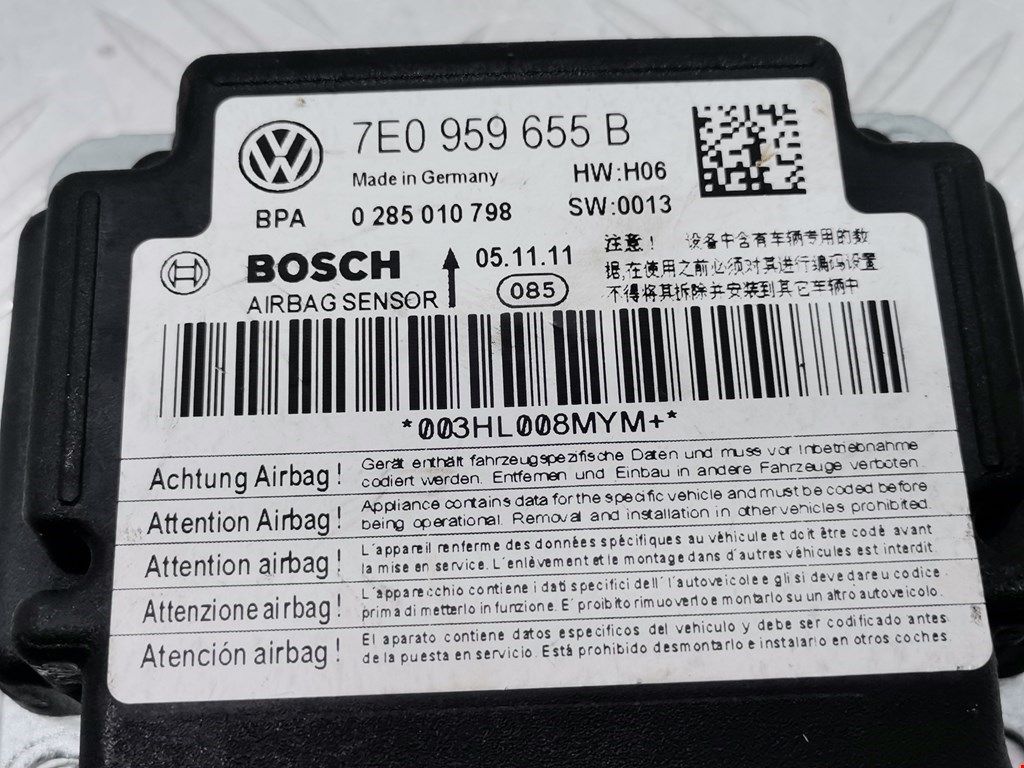 7E0 959 655 B
Made in Germany
HW:H06
BPA
0 285 010 798
SW:0013
BOSCH
AIRBAG SENSOR
05.11.11
085
注意！ 设备中含有车辆专用的数
据,在使用之前必须对其进行编码设置
不得将其拆除并安装到其它车辆中
*003HL008MYM+*
Achtung Airbag!
Gerät enthält fahrzeugspezifische Daten und muss vor Inbetriebnahme
codiert werden. Entfernen und Einbau in andere Fahrzeuge verboten.
Attention Airbag!
Appliance contains data for the specific vehicle and must be coded before
being operational. Removal and installation in other vehicles prohibited.
Attention airbag!
L'appareil renferme des données spécifiques au véhicule et doit être codé avant
la mise en service. L'enlèvement et le montage dans d'autres véhicules est interdit.
Attenzione airbag!
L'apparecchio contiene i dati specifici dell' l'autoveicolo e gli si deve dare u codice
prima di metterlo in funzione. E' proibito rimuoverlo e montarlo su un altro autoveicolo.
Atención airbag!
El aparato contiene datos específicos del vehículo y debe ser codificado antes
de la puesta en servicio. Está prohibido desmontarlo e instalarlo en otros coches.